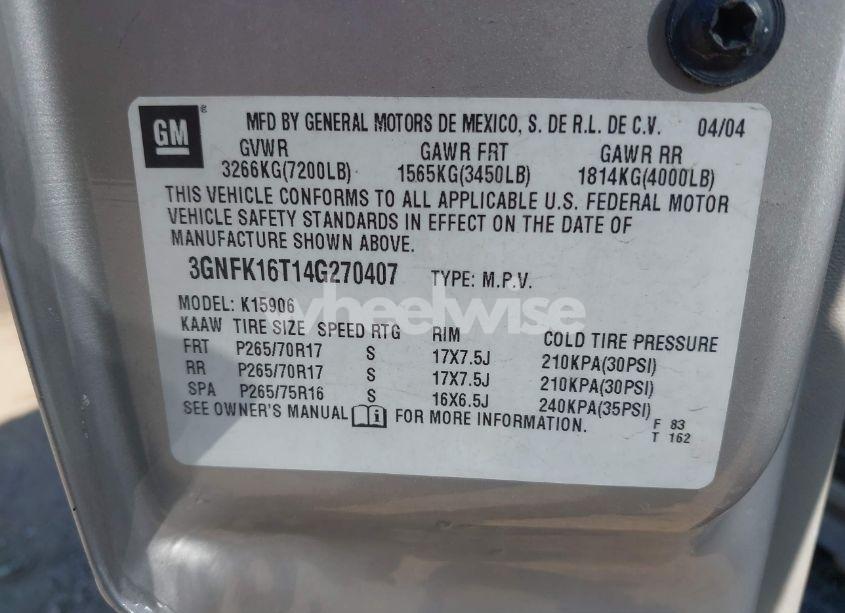 GM ® MFD BY GENERAL MOTORS DE MEXICO, S. DE R.L. DE C.V. 04/04
GVWR GAWR FRT GAWR RR
3266KG(7200LB) 1565KG(3450LB) 1814KG(4000LB)
THIS VEHICLE CONFORMS TO ALL APPLICABLE U.S. FEDERAL MOTOR
VEHICLE SAFETY STANDARDS IN EFFECT ON THE DATE OF
MANUFACTURE SHOWN ABOVE.
3GNFK16T14G270407 TYPE: M.P.V.
wheelwise
MODEL: K15906
KAAW TIRE SIZE SPEED RTG RIM COLD TIRE PRESSURE
FRT P265/70R17 S 17X7.5J 210KPA(30PSI)
RR P265/70R17 S 17X7.5J 210KPA(30PSI)
SPA P265/75R16 S 16X6.5J 240KPA(35PSI)
SEE OWNER'S MANUAL i FOR MORE INFORMATION. F 83
T 162